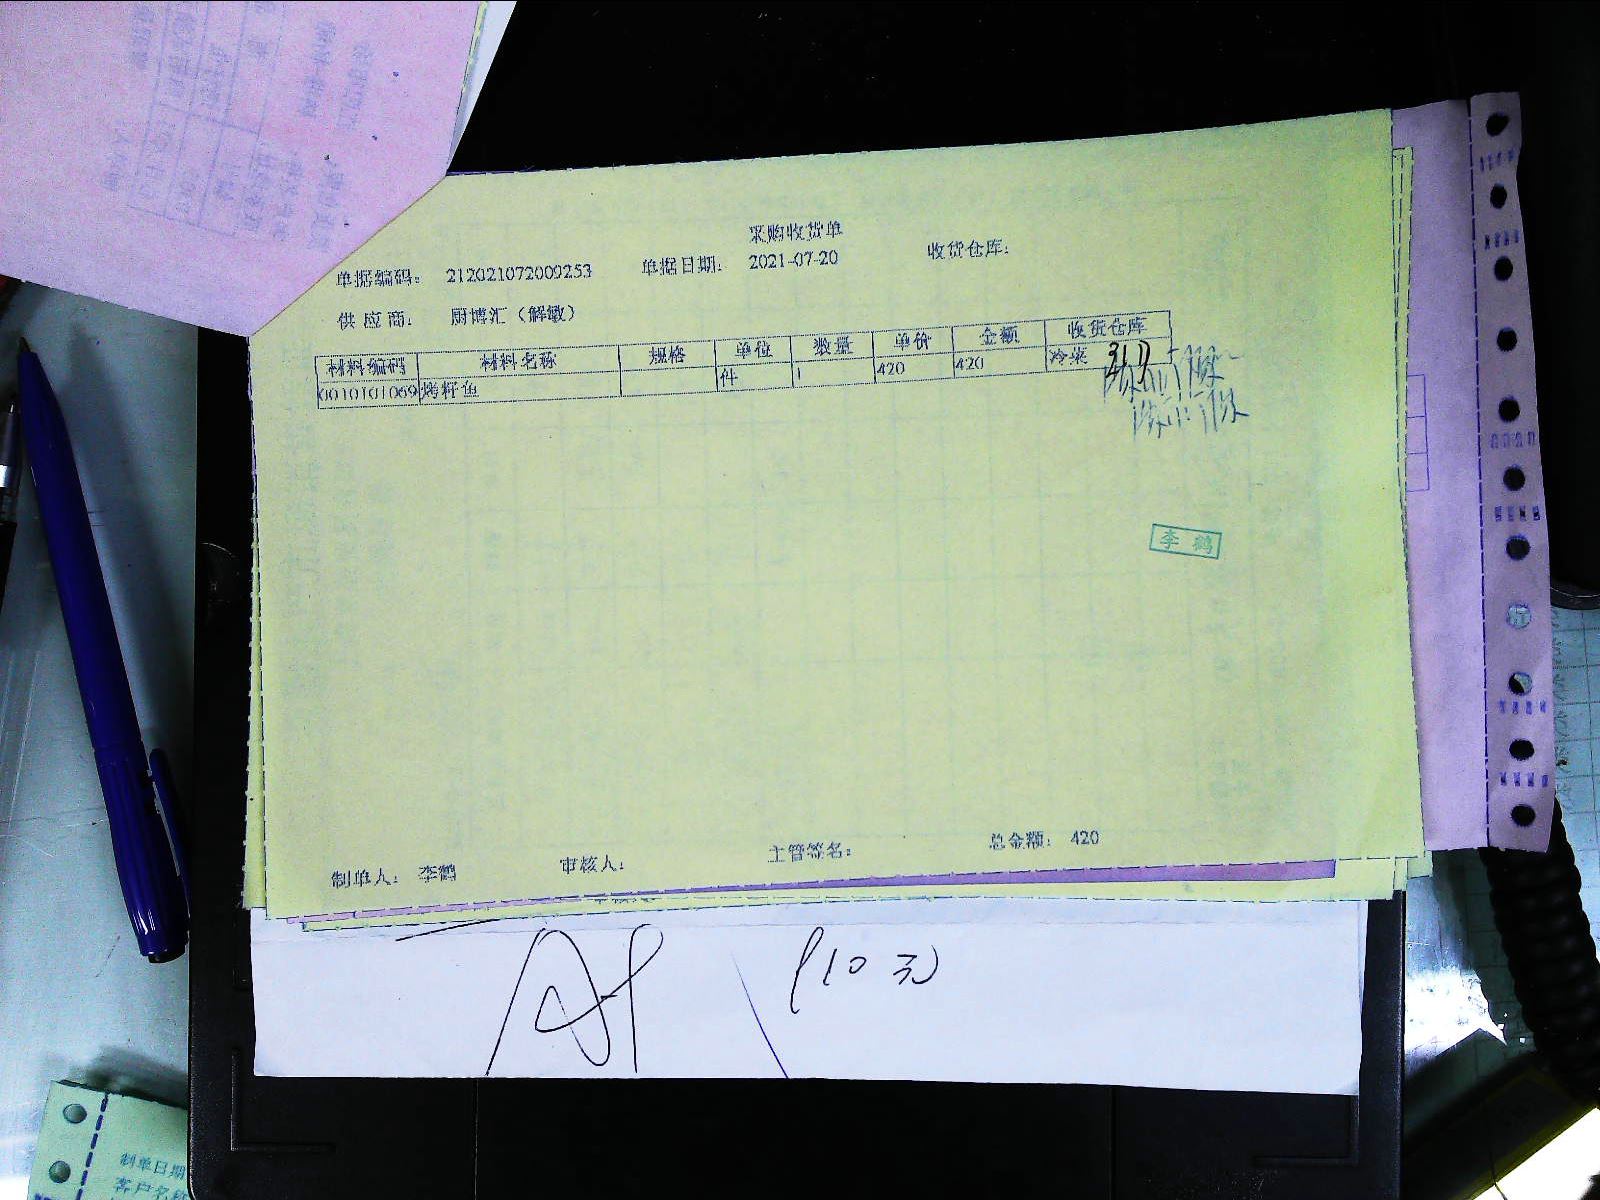 采购收货单
单据编码： 212021072009253 单据日期： 2021-07-20 收货仓库：
供应商： 厨博汇（解敏）
材料编码 材料名称 规格 单位 数量 单价 金额 收货仓库
0010101069 烤籽鱼 件 1 420 420 冷菜
李鹤
制单人： 李鹤 审核人： 主管签名： 总金额： 420
10元
制单日期
客户名称